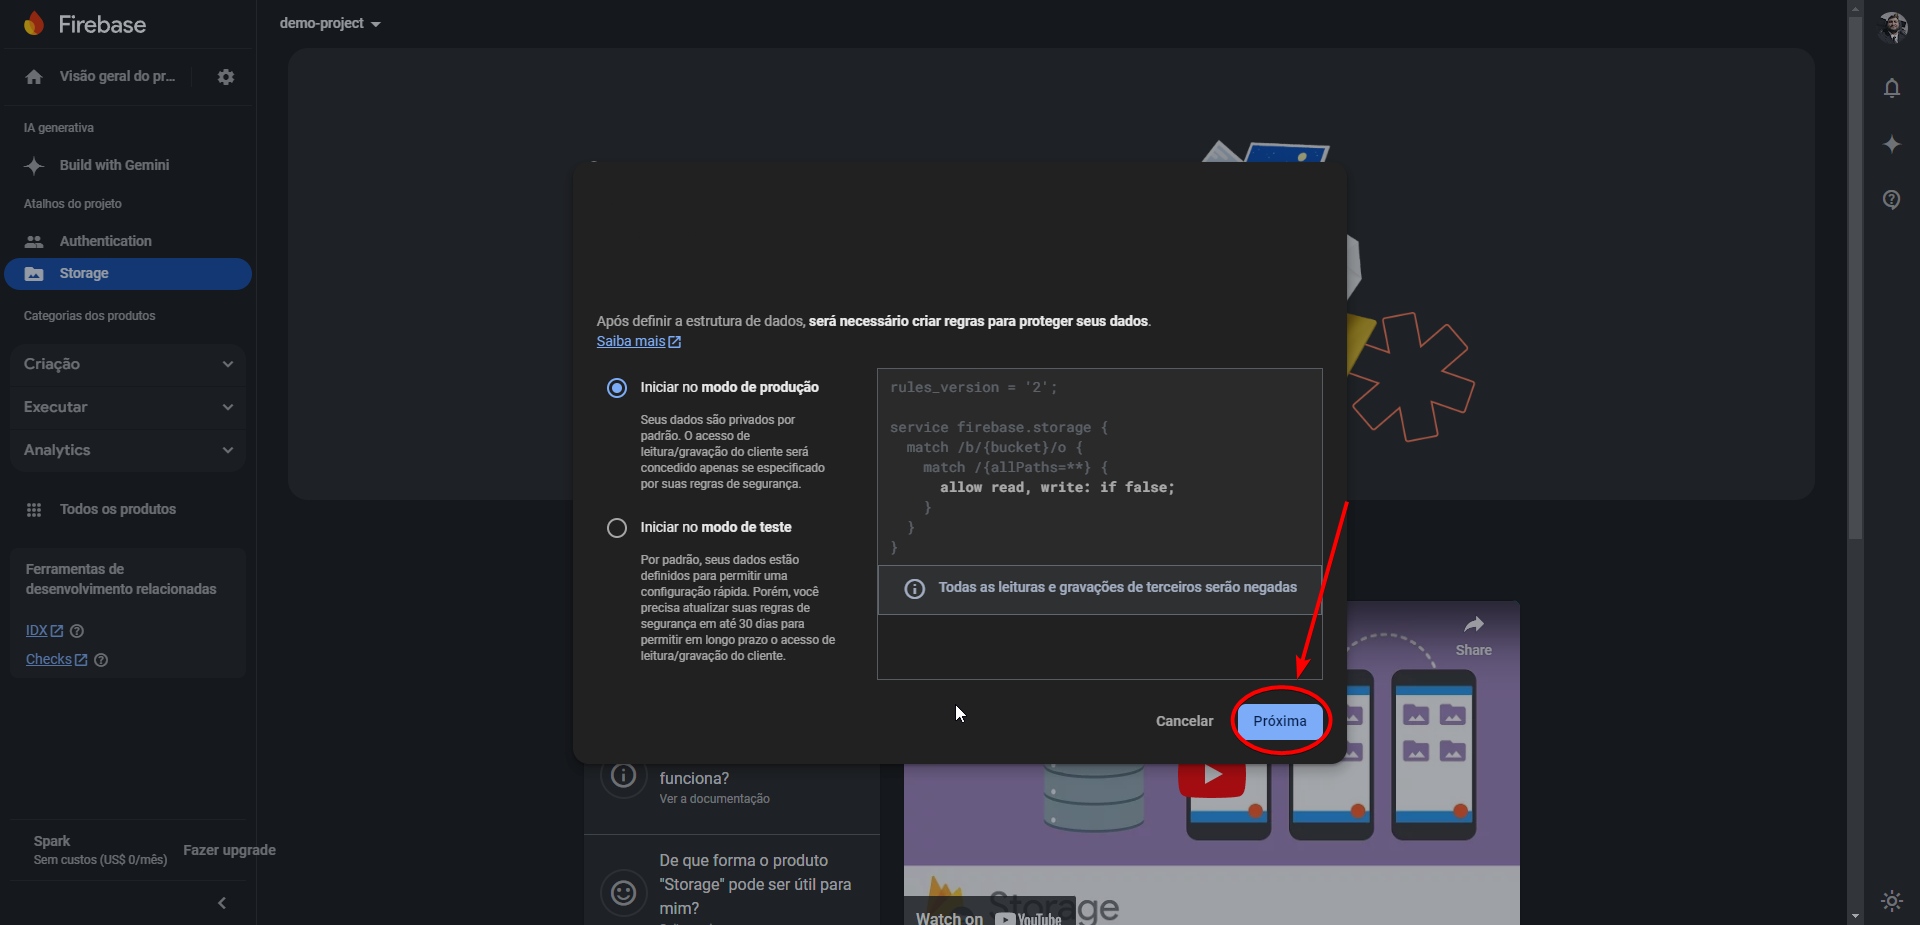 Firebase
demo-project
Visão geral do pr...
IA generativa
Build with Gemini
Atalhos do projeto
Authentication
Storage
Categorias dos produtos
Criação
Executar
Analytics
Todos os produtos
Ferramentas de
desenvolvimento relacionadas
IDX
Checks
Spark
Sem custos (US$ 0/mês)
Fazer upgrade
Após definir a estrutura de dados, será necessário criar regras para proteger seus dados.
Saiba mais
Iniciar no modo de produção
Seus dados são privados por
padrão. O acesso de
leitura/gravação do cliente será
concedido apenas se especificado
por suas regras de segurança.
Iniciar no modo de teste
Por padrão, seus dados estão
definidos para permitir uma
configuração rápida. Porém, você
precisa atualizar suas regras de
segurança em até 30 dias para
permitir em longo prazo o acesso de
leitura/gravação do cliente.
rules_version = '2';
service firebase.storage {
match /b/{bucket}/o {
match /{allPaths=**} {
allow read, write: if false;
}
}
}
Todas as leituras e gravações de terceiros serão negadas
Cancelar
Próxima
funciona?
Ver a documentação
De que forma o produto
"Storage" pode ser útil para
mim?
Share
Storage
Watch on YouTube